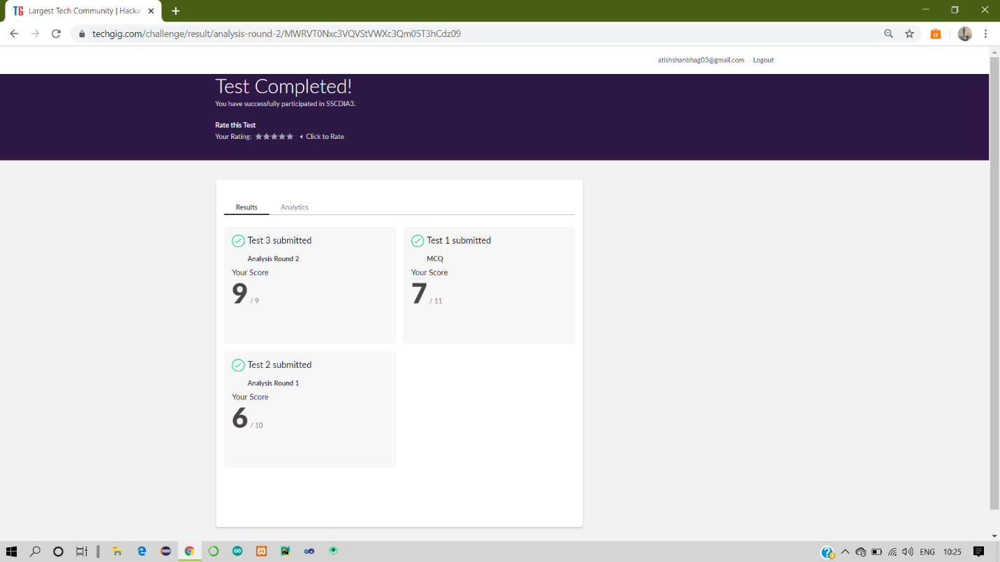 TG Largest Tech Community | Hacka
techgig.com/challenge/result/analysis-round-2/MWRVT0Nxc3VQVStVWXc3Qm05T3hCdz09
atishshanbhag03@gmail.com Logout
Test Completed!
You have successfully participated in SSCDIA3.
Rate this Test
Your Rating: Click to Rate
Results Analytics
Test 3 submitted
Analysis Round 2
Your Score
9 / 9
Test 1 submitted
MCQ
Your Score
7 / 11
Test 2 submitted
Analysis Round 1
Your Score
6 / 10
ENG 10:25